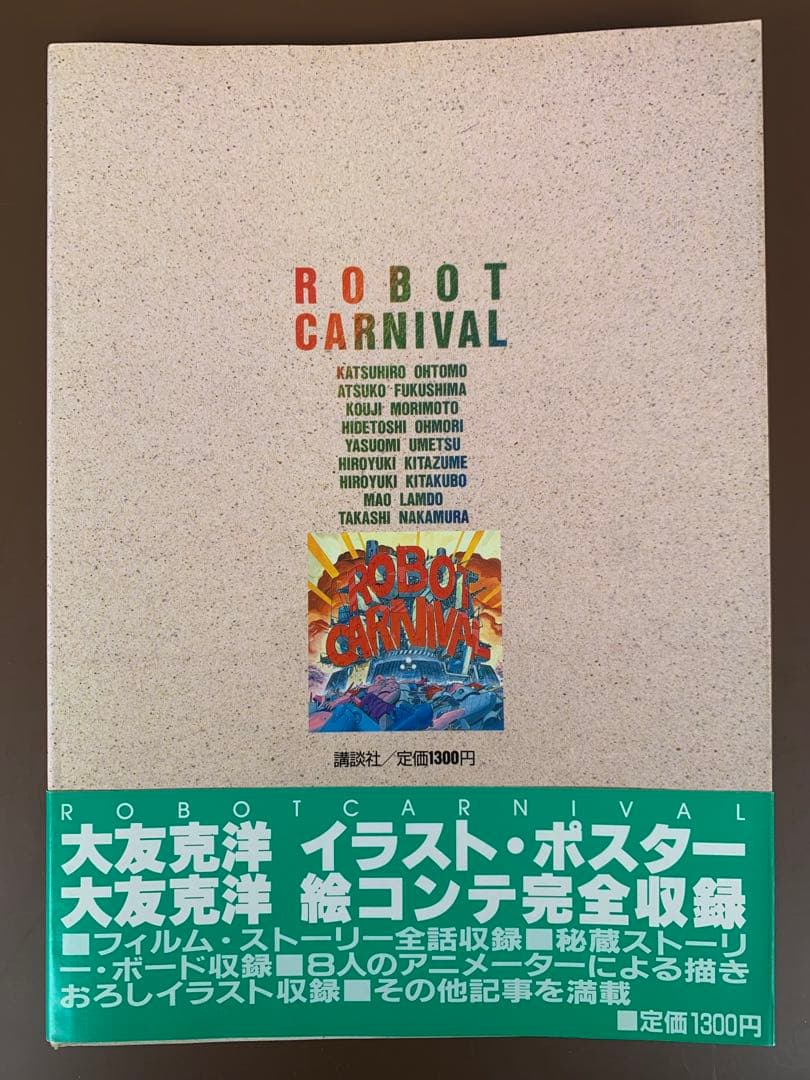 ROBOT
CARNIVAL
KATSUHIRO OHTOMO
ATSUKO FUKUSHIMA
KOUJI MORIMOTO
HIDETOSHI OHMORI
YASUOMI UMETSU
HIROYUKI KITAZUME
HIROYUKI KITAKUBO
MAO LAMDO
TAKASHI NAKAMURA
ROBOT
CARNIVAL
講談社/定価1300円
ROBOTCARNIVAL
大友克洋 イラスト・ポスター
大友克洋 絵コンテ完全収録
■フィルム・ストーリー全話収録■秘蔵ストーリ
ー・ボード収録■8人のアニメーターによる描き
おろしイラスト収録■その他記事を満載
■定価1300円